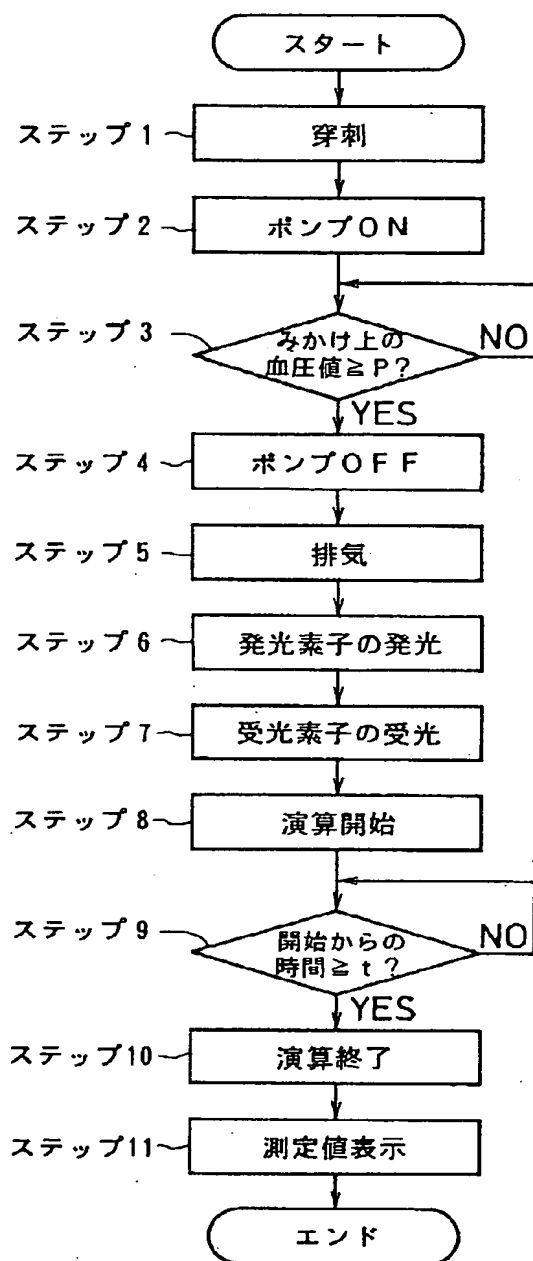 スタート
ステップ1
穿刺
ステップ2
ポンプON
ステップ3
みかけ上の
血圧値≧P?
NO
YES
ステップ4
ポンプOFF
ステップ5
排気
ステップ6
発光素子の発光
ステップ7
受光素子の受光
ステップ8
演算開始
ステップ9
開始からの
時間≧t?
NO
YES
ステップ10
演算終了
ステップ11
測定値表示
エンド